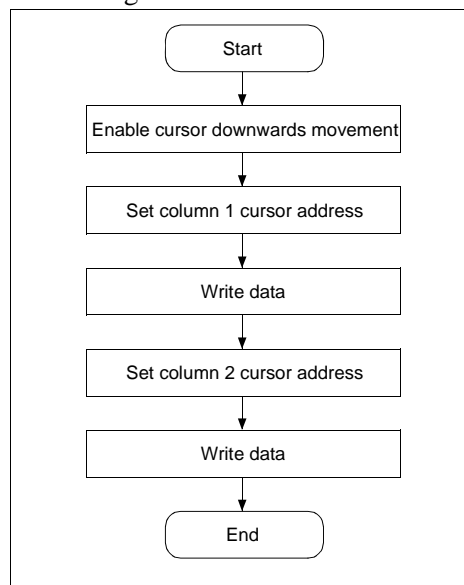 Start
Enable cursor downwards movement
Set column 1 cursor address
Write data
Set column 2 cursor address
Write data
End